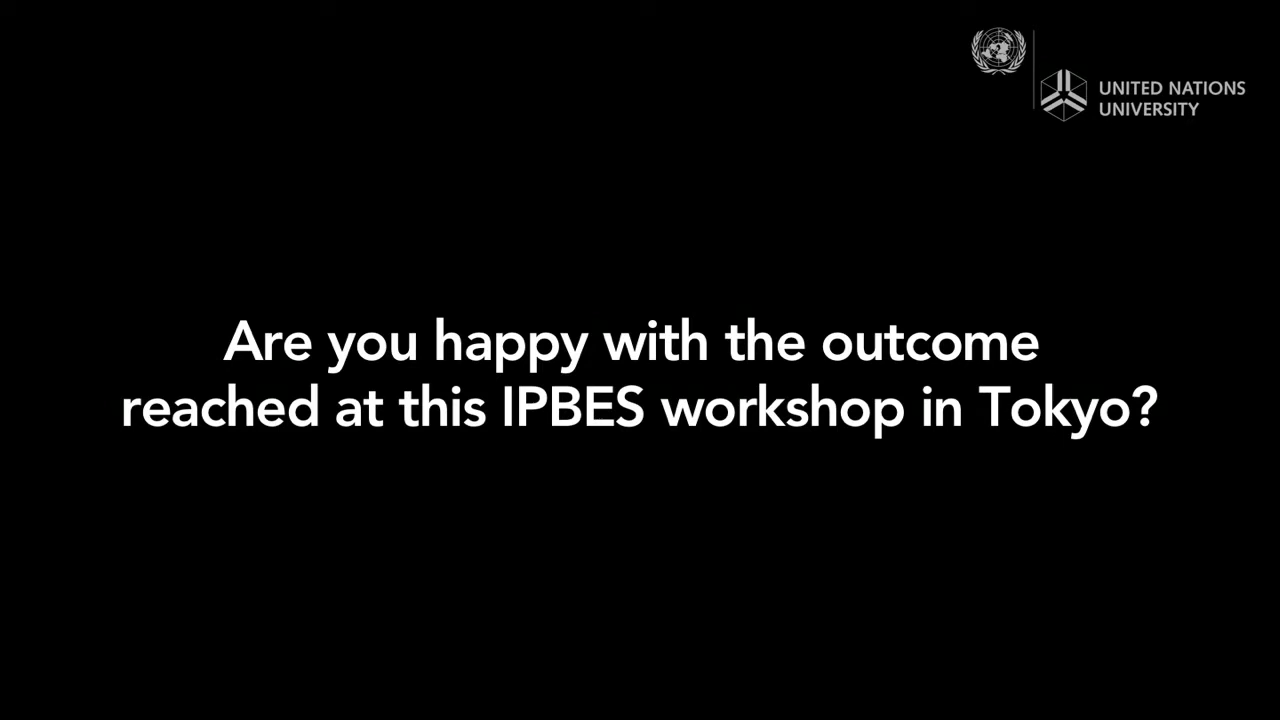 UNITED NATIONS
UNIVERSITY
Are you happy with the outcome
reached at this IPBES workshop in Tokyo?